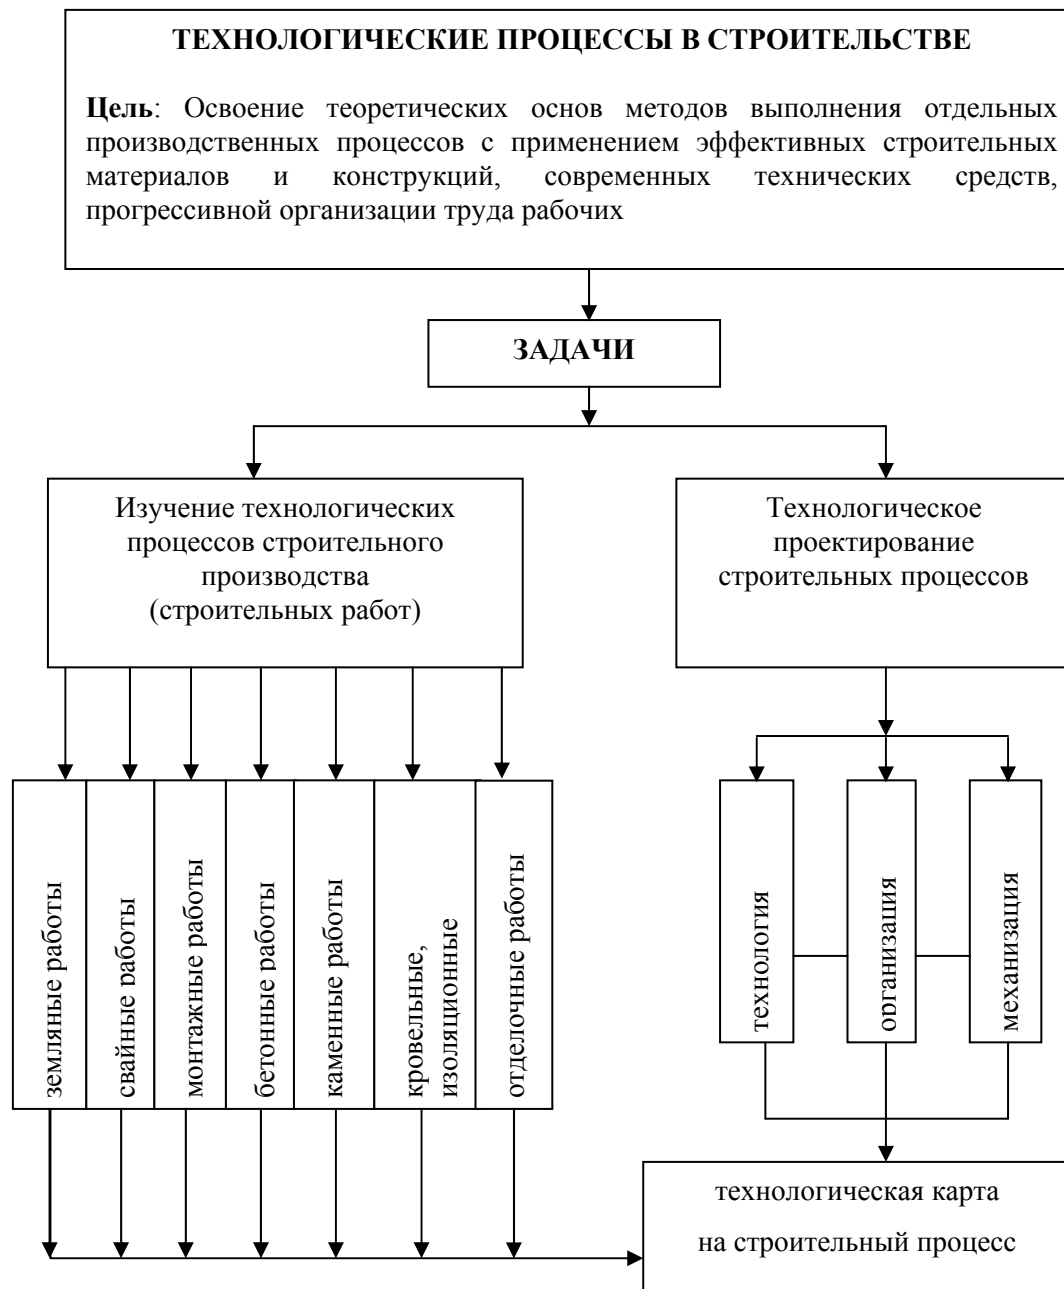 ТЕХНОЛОГИЧЕСКИЕ ПРОЦЕССЫ В СТРОИТЕЛЬСТВЕ
Цель: Освоение теоретических основ методов выполнения отдельных
производственных процессов с применением эффективных строительных
материалов и конструкций, современных технических средств,
прогрессивной организации труда рабочих
ЗАДАЧИ
Изучение технологических
процессов строительного
производства
(строительных работ)
Технологическое
проектирование
строительных процессов
земляные работы
свайные работы
монтажные работы
бетонные работы
каменные работы
кровельные,
изоляционные
отделочные работы
технология
организация
механизация
технологическая карта
на строительный процесс